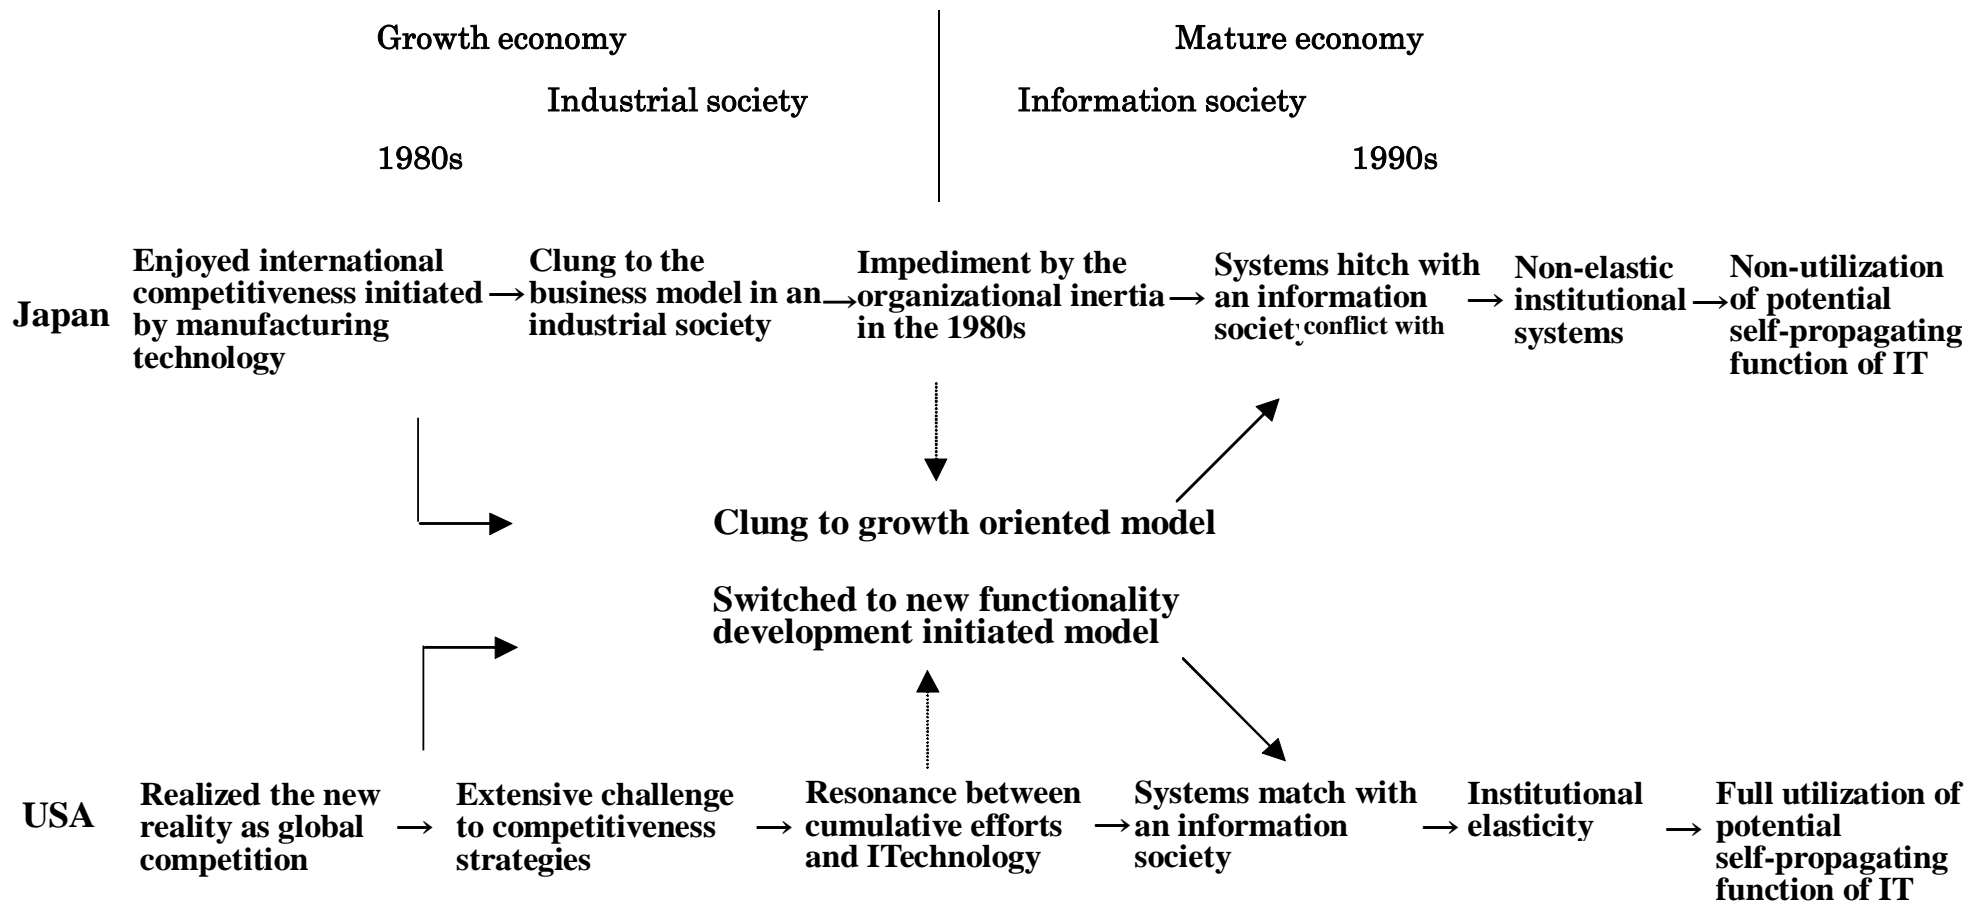 Growth economy
Mature economy
Industrial society
Information society
1980s
1990s
Japan
Enjoyed international
competitiveness initiated
by manufacturing
technology
Clung to the
business model in an
industrial society
Impediment by the
organizational inertia
in the 1980s
Systems hitch with
an information
society conflict with
Non-elastic
institutional
systems
Non-utilization
of potential
self-propagating
function of IT
Clung to growth oriented model
Switched to new functionality
development initiated model
USA
Realized the new
reality as global
competition
Extensive challenge
to competitiveness
strategies
Resonance between
cumulative efforts
and ITechnology
Systems match with
an information
society
Institutional
elasticity
Full utilization of
potential
self-propagating
function of IT